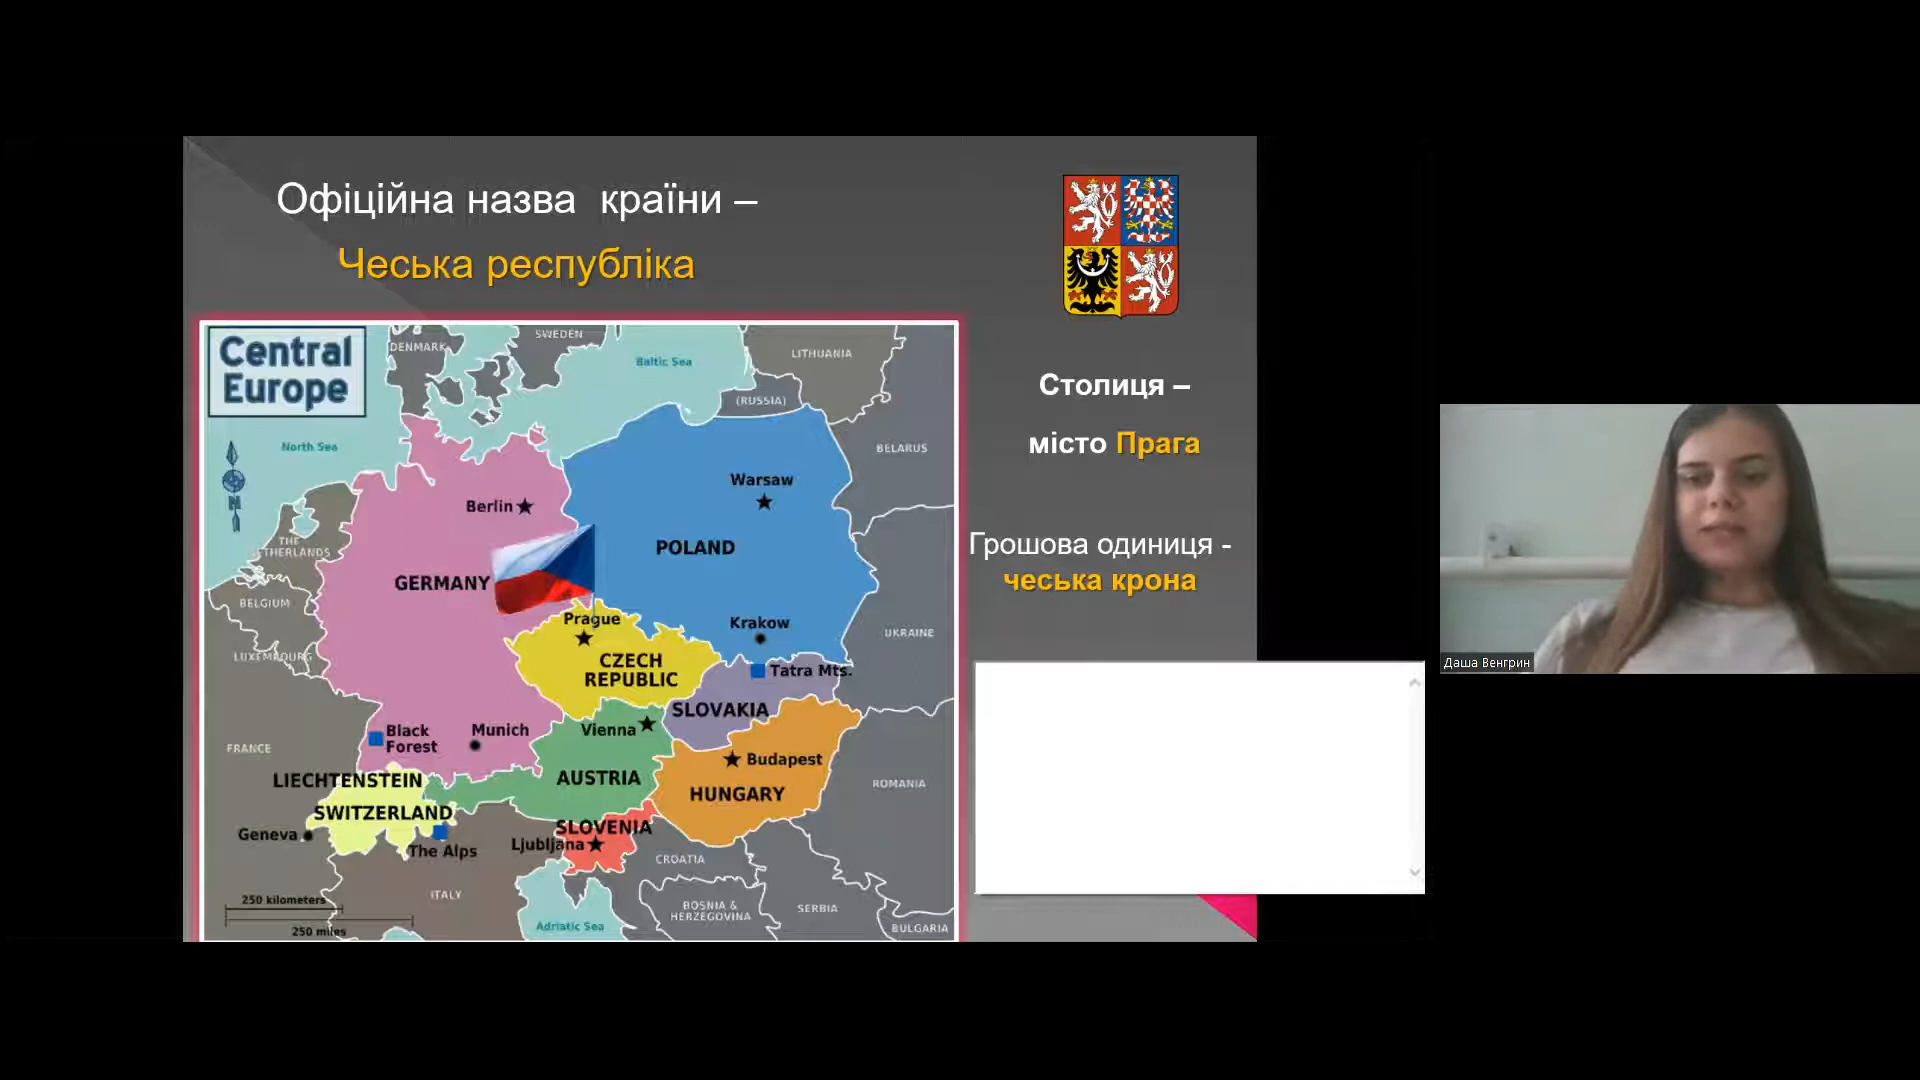 Офіційна назва країни –
Чеська республіка
Столиця –
місто Прага
Грошова одиниця -
чеська крона
Central
Europe
DENMARK
SWEDEN
Baltic Sea
LITHUANIA
(RUSSIA)
North Sea
BELARUS
N
Warsaw
Berlin
THE
NETHERLANDS
POLAND
GERMANY
BELGIUM
Prague
Krakow
UKRAINE
LUXEMBOURG
CZECH
REPUBLIC
Tatra Mts.
SLOVAKIA
Black
Forest
Munich
Vienna
FRANCE
Budapest
LIECHTENSTEIN
AUSTRIA
HUNGARY
ROMANIA
SWITZERLAND
Geneva
SLOVENIA
Ljubljana
The Alps
CROATIA
ITALY
250 kilometers
250 miles
BOSNIA &
HERZEGOVINA
SERBIA
Adriatic Sea
BULGARIA
Даша Венгрин